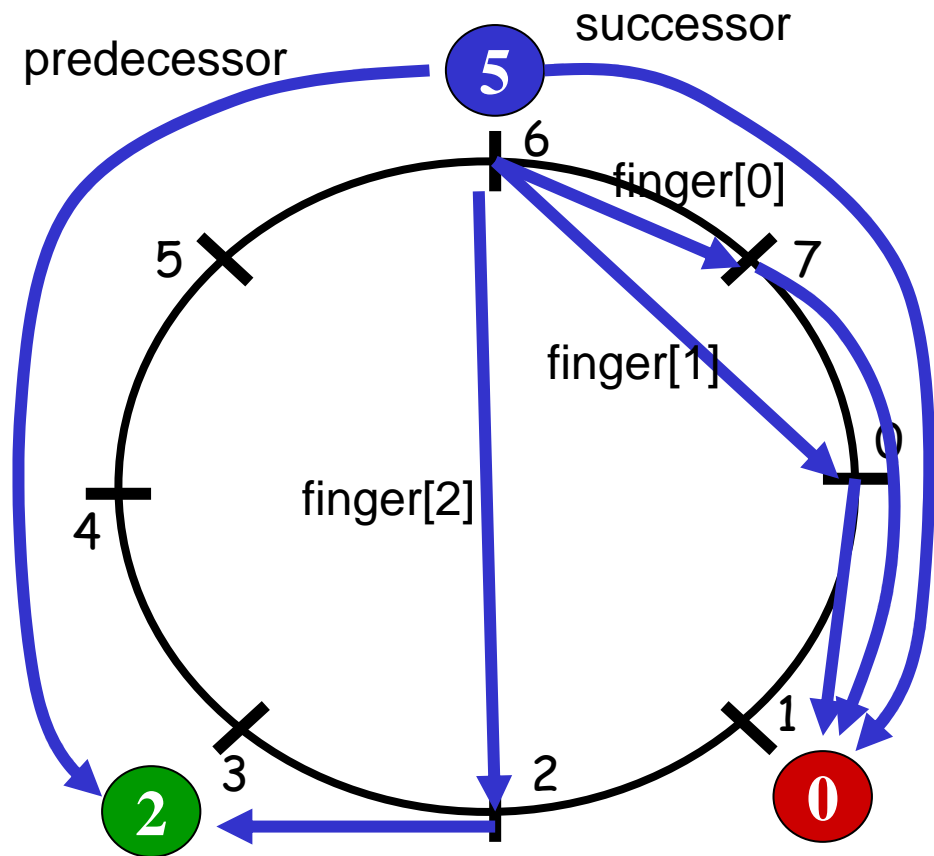 successor
predecessor
5
6
finger[0]
5
7
finger[1]
0
finger[2]
4
1
3
2
2
0